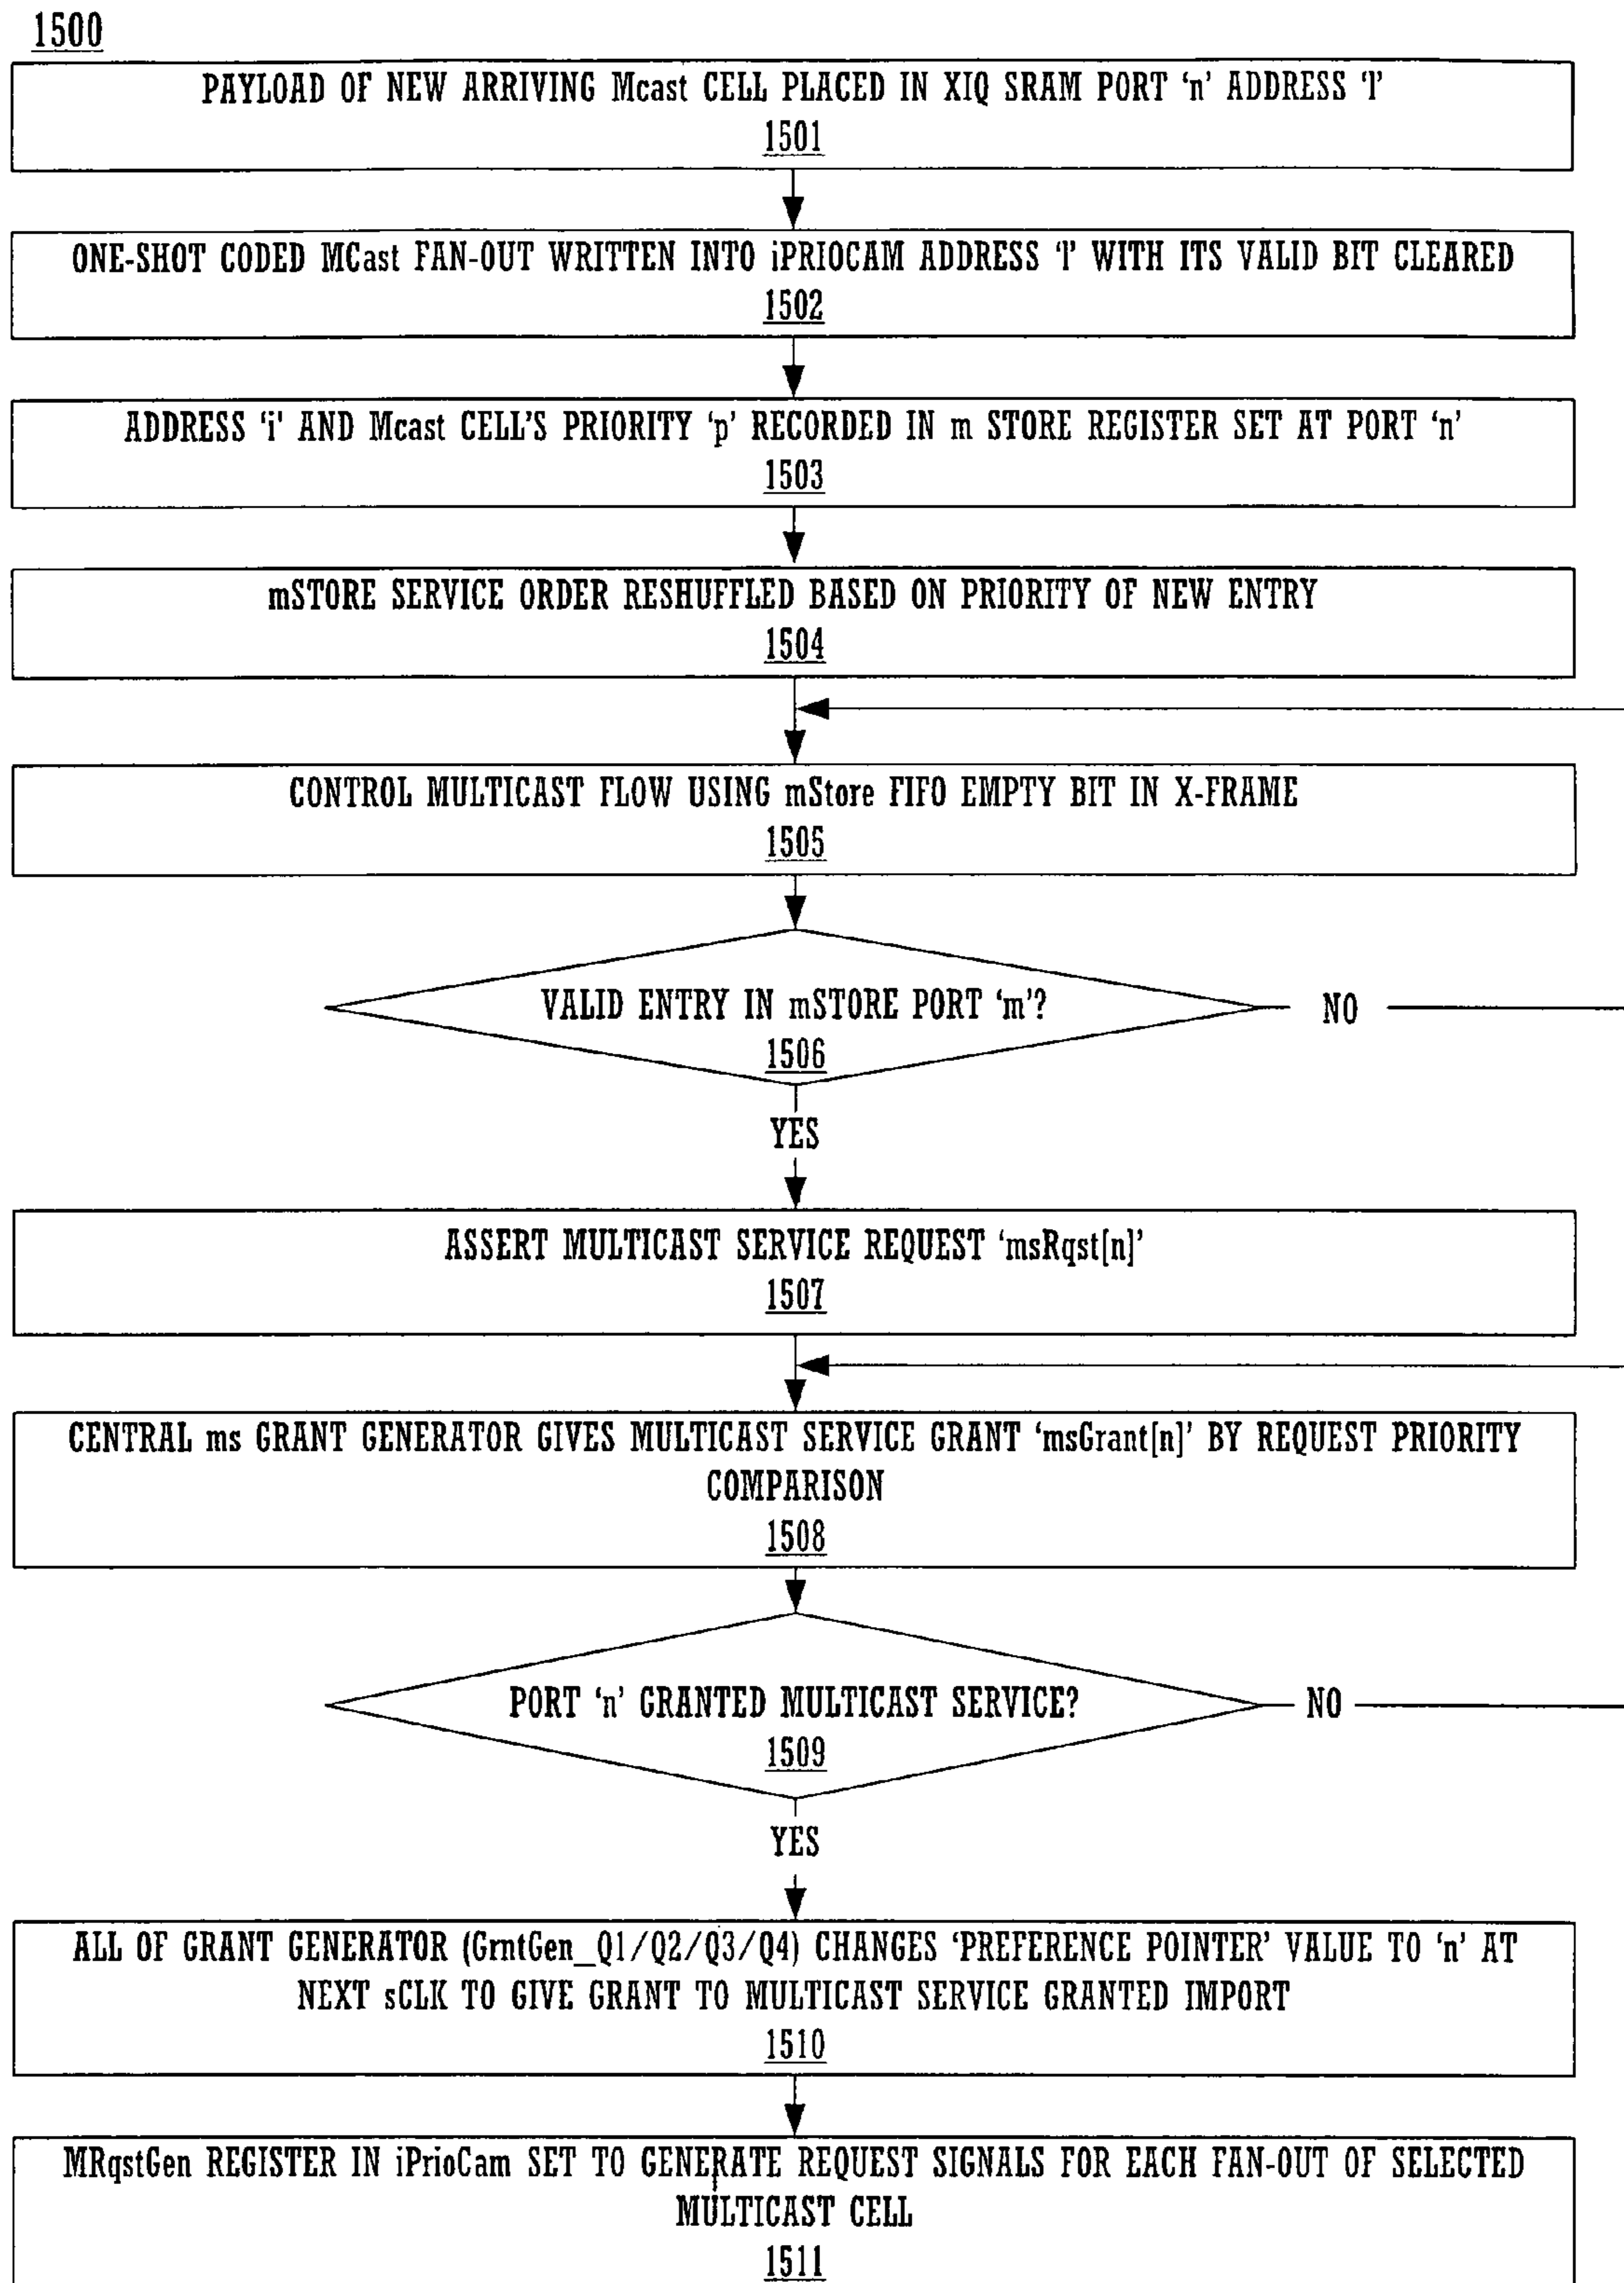 1500
PAYLOAD OF NEW ARRIVING Mcast CELL PLACED IN XIQ SRAM PORT ‘n’ ADDRESS ‘l’
1501
ONE-SHOT CODED MCast FAN-OUT WRITTEN INTO iPRIOCAM ADDRESS ‘l’ WITH ITS VALID BIT CLEARED
1502
ADDRESS ‘i’ AND Mcast CELL'S PRIORITY ‘p’ RECORDED IN m STORE REGISTER SET AT PORT ‘n’
1503
mSTORE SERVICE ORDER RESHUFFLED BASED ON PRIORITY OF NEW ENTRY
1504
CONTROL MULTICAST FLOW USING mStore FIFO EMPTY BIT IN X-FRAME
1505
VALID ENTRY IN mSTORE PORT ‘m’?
1506
NO
YES
ASSERT MULTICAST SERVICE REQUEST ‘msRqst[n]’
1507
CENTRAL ms GRANT GENERATOR GIVES MULTICAST SERVICE GRANT ‘msGrant[n]’ BY REQUEST PRIORITY
COMPARISON
1508
PORT ‘n’ GRANTED MULTICAST SERVICE?
1509
NO
YES
ALL OF GRANT GENERATOR (GrntGen_Q1/Q2/Q3/Q4) CHANGES ‘PREFERENCE POINTER’ VALUE TO ‘n’ AT
NEXT sCLK TO GIVE GRANT TO MULTICAST SERVICE GRANTED IMPORT
1510
MRqstGen REGISTER IN iPrioCam SET TO GENERATE REQUEST SIGNALS FOR EACH FAN-OUT OF SELECTED
MULTICAST CELL
1511